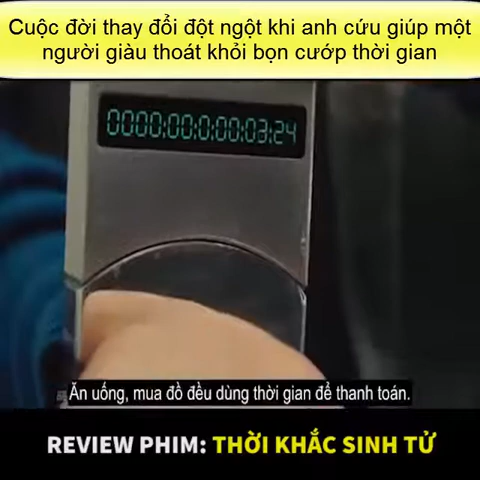 Cuộc đời thay đổi đột ngột khi anh cứu giúp một
người giàu thoát khỏi bọn cướp thời gian
0000:00:0:00:03:24
Ăn uống, mua đồ đều dùng thời gian để thanh toán.
REVIEW PHIM: THỜI KHẮC SINH TỬ